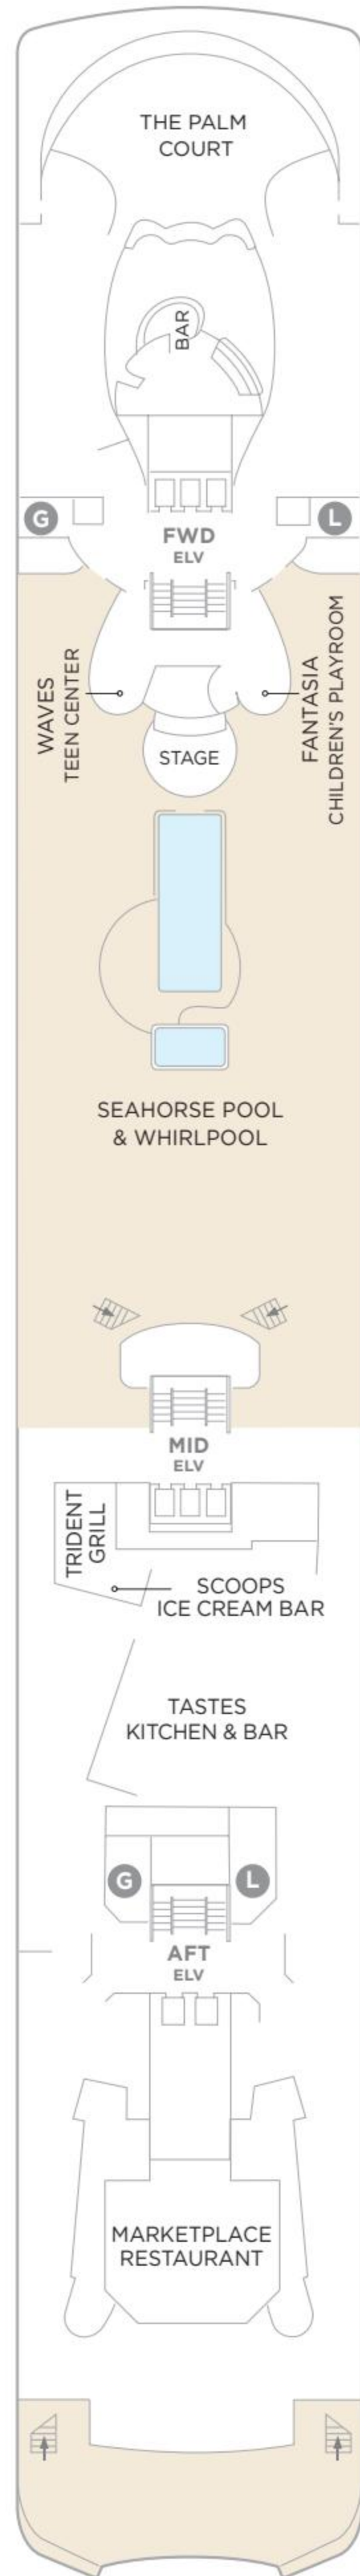 THE PALM
COURT
BAR
G
L
FWD
ELV
WAVES
TEEN CENTER
FANTASIA
CHILDREN'S PLAYROOM
STAGE
SEAHORSE POOL
& WHIRLPOOL
MID
ELV
TRIDENT
GRILL
SCOOPS
ICE CREAM BAR
TASTES
KITCHEN & BAR
G
L
AFT
ELV
MARKETPLACE
RESTAURANT